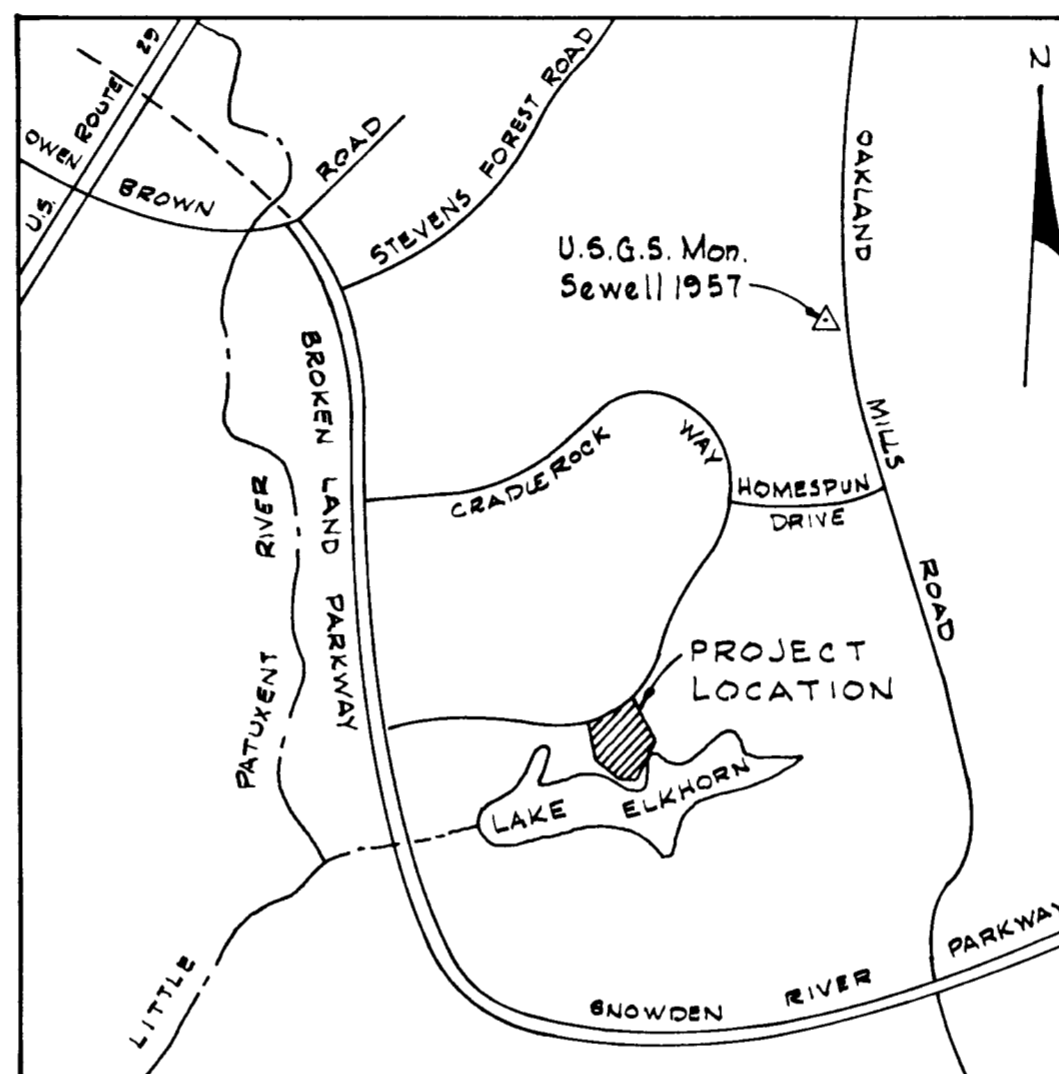 U.S. ROUTE 29
OWEN BROWN ROAD
STEVENS FOREST ROAD
N
OAKLAND MILLS ROAD
U.S.G.S. Mon.
Sewell 1957
BROKEN LAND PARKWAY
CRADLEROCK WAY
HOMESPUN
DRIVE
LITTLE PATUXENT RIVER
PROJECT
LOCATION
LAKE ELKHORN
SNOWDEN RIVER PARKWAY